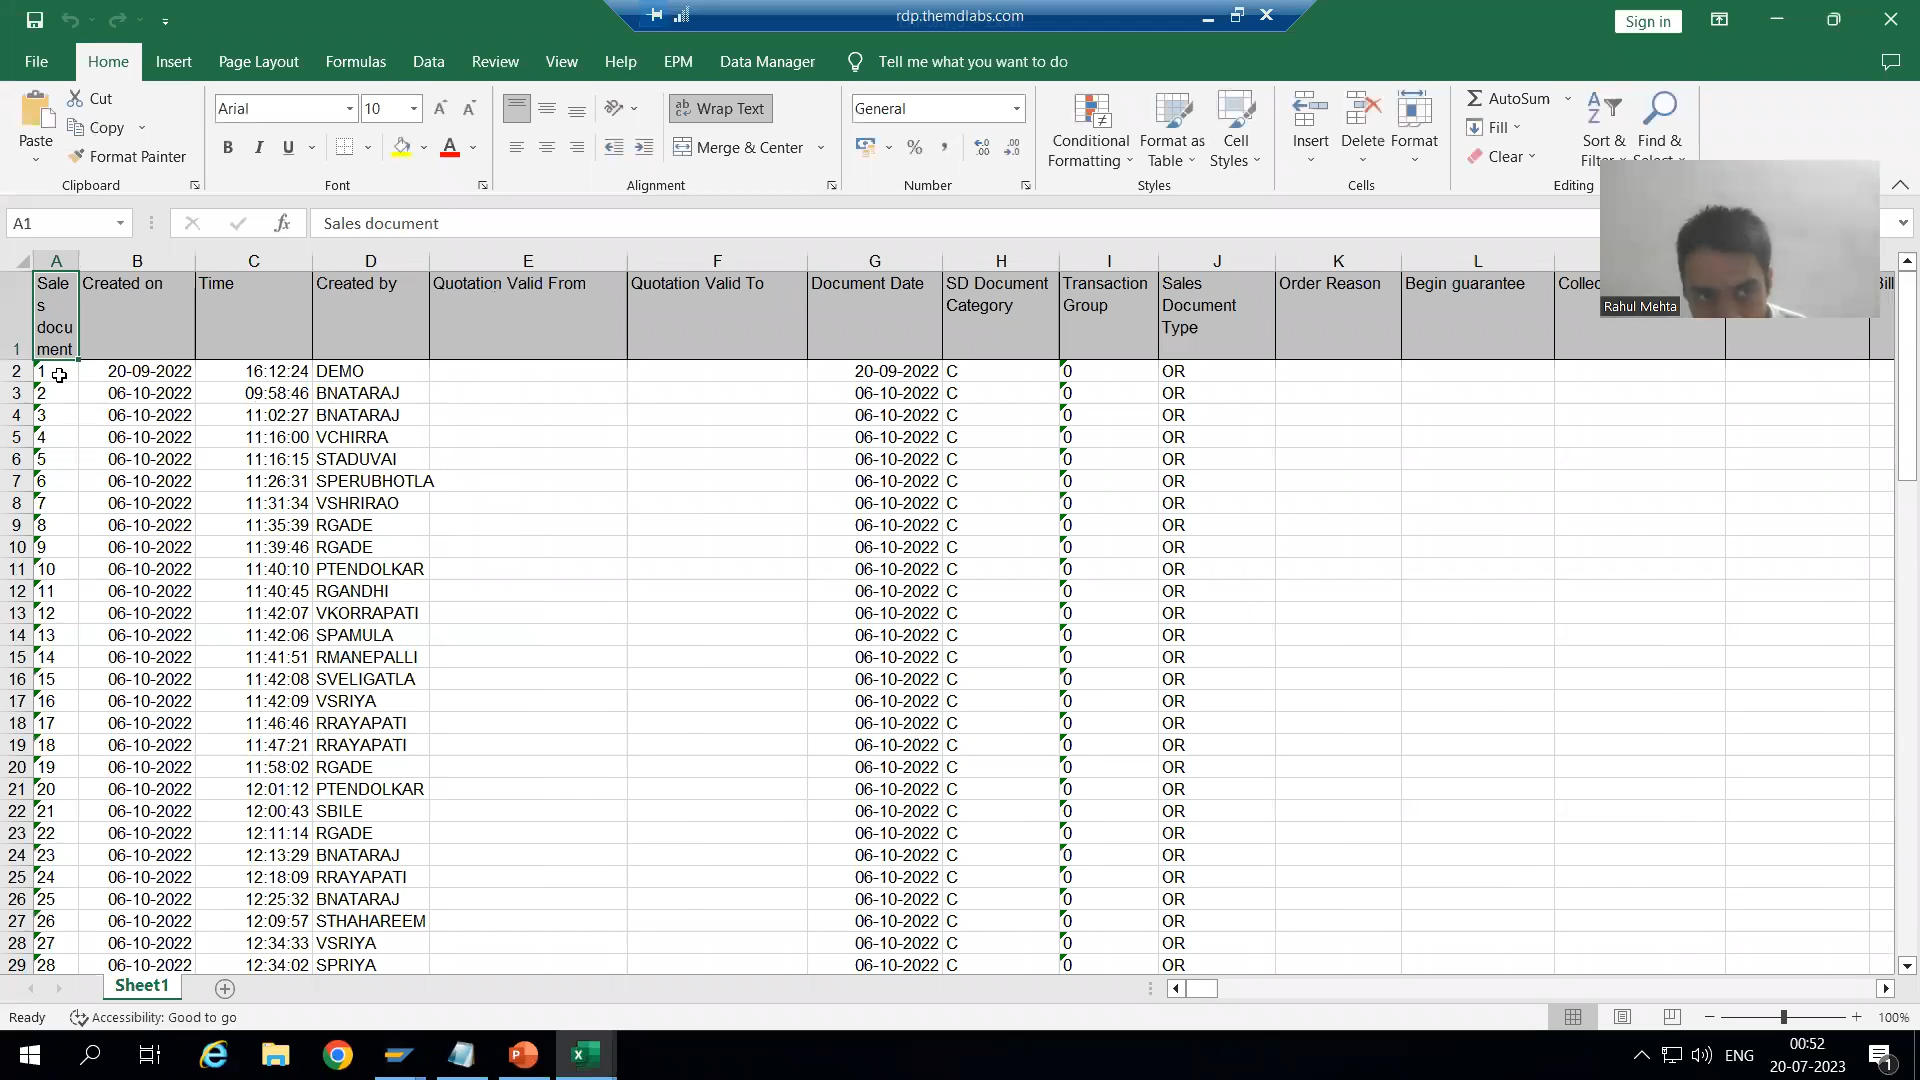 rdp.themdlabs.com
Sign in
File Home Insert Page Layout Formulas Data Review View Help EPM Data Manager Tell me what you want to do
Paste
Cut
Copy
Format Painter
Clipboard
Arial 10
B I U
Font
Wrap Text
Merge & Center
Alignment
General
Number
Conditional Formatting
Format as Table
Cell Styles
Styles
Insert
Delete
Format
Cells
AutoSum
Fill
Clear
Sort & Filter
Find & Select
Editing
Rahul Mehta
A1
fx
Sales document
A B C D E F G H I J K L
1 Sales document Created on Time Created by Quotation Valid From Quotation Valid To Document Date SD Document Category Transaction Group Sales Document Type Order Reason Begin guarantee
2 1 20-09-2022 16:12:24 DEMO 20-09-2022 C 0 OR
3 2 06-10-2022 09:58:46 BNATARAJ 06-10-2022 C 0 OR
4 3 06-10-2022 11:02:27 BNATARAJ 06-10-2022 C 0 OR
5 4 06-10-2022 11:16:00 VCHIRRA 06-10-2022 C 0 OR
6 5 06-10-2022 11:16:15 STADUVAI 06-10-2022 C 0 OR
7 6 06-10-2022 11:26:31 SPERUBHOTLA 06-10-2022 C 0 OR
8 7 06-10-2022 11:31:34 VSHRIRAO 06-10-2022 C 0 OR
9 8 06-10-2022 11:35:39 RGADE 06-10-2022 C 0 OR
10 9 06-10-2022 11:39:46 RGADE 06-10-2022 C 0 OR
11 10 06-10-2022 11:40:10 PTENDOLKAR 06-10-2022 C 0 OR
12 11 06-10-2022 11:40:45 RGANDHI 06-10-2022 C 0 OR
13 12 06-10-2022 11:42:07 VKORRAPATI 06-10-2022 C 0 OR
14 13 06-10-2022 11:42:06 SPAMULA 06-10-2022 C 0 OR
15 14 06-10-2022 11:41:51 RMANEPALLI 06-10-2022 C 0 OR
16 15 06-10-2022 11:42:08 SVELIGATLA 06-10-2022 C 0 OR
17 16 06-10-2022 11:42:09 VSRIYA 06-10-2022 C 0 OR
18 17 06-10-2022 11:46:46 RRAYAPATI 06-10-2022 C 0 OR
19 18 06-10-2022 11:47:21 RRAYAPATI 06-10-2022 C 0 OR
20 19 06-10-2022 11:58:02 RGADE 06-10-2022 C 0 OR
21 20 06-10-2022 12:01:12 PTENDOLKAR 06-10-2022 C 0 OR
22 21 06-10-2022 12:00:43 SBILE 06-10-2022 C 0 OR
23 22 06-10-2022 12:11:14 RGADE 06-10-2022 C 0 OR
24 23 06-10-2022 12:13:29 BNATARAJ 06-10-2022 C 0 OR
25 24 06-10-2022 12:18:09 RRAYAPATI 06-10-2022 C 0 OR
26 25 06-10-2022 12:25:32 BNATARAJ 06-10-2022 C 0 OR
27 26 06-10-2022 12:09:57 STHAHAREEM 06-10-2022 C 0 OR
28 27 06-10-2022 12:34:33 VSRIYA 06-10-2022 C 0 OR
29 28 06-10-2022 12:34:02 SPRIYA 06-10-2022 C 0 OR
Sheet1
Ready Accessibility: Good to go 100%
ENG
00:52
20-07-2023
1